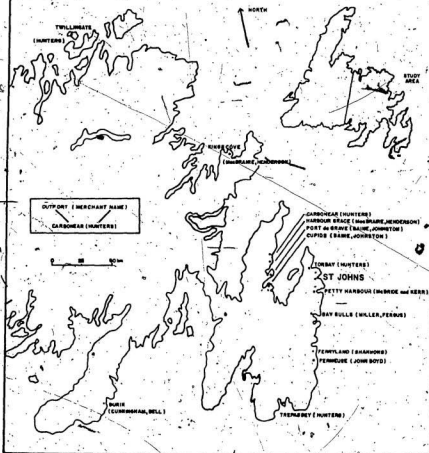 TWILLINGATE
(HUNTERS)
NORTH
STUDY
AREA
KINGS COVE
(MacBRAIRE, HENDERSON)
OUTPORT (MERCHANT NAME)
CARBONEAR (HUNTERS)
CARBONEAR (HUNTERS)
HARBOUR GRACE (MacBRAIRE, HENDERSON)
PORT de GRAVE (BAINE, JOHNSTON)
CUPIDS (BAINE, JOHNSTON)
TORBAY (HUNTERS)
ST JOHNS
PETTY HARBOUR (McBRIDE and KERR)
BAY BULLS (MILLER, FERGUS)
FERRYLAND (SHANNONS)
FERMEUSE (JOHN BOYD)
BURIN
(CUNNINGHAM, BELL)
TREPASSEY (HUNTERS)